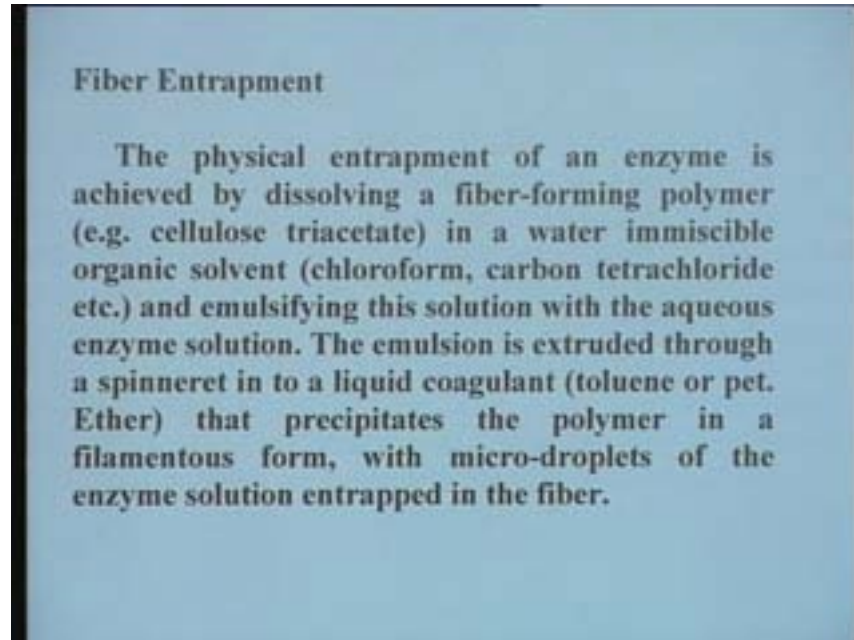 Fiber Entrapment
The physical entrapment of an enzyme is
achieved by dissolving a fiber-forming polymer
(e.g. cellulose triacetate) in a water immiscible
organic solvent (chloroform, carbon tetrachloride
etc.) and emulsifying this solution with the aqueous
enzyme solution. The emulsion is extruded through
a spinneret in to a liquid coagulant (toluene or pet.
Ether) that precipitates the polymer in a
filamentous form, with micro-droplets of the
enzyme solution entrapped in the fiber.